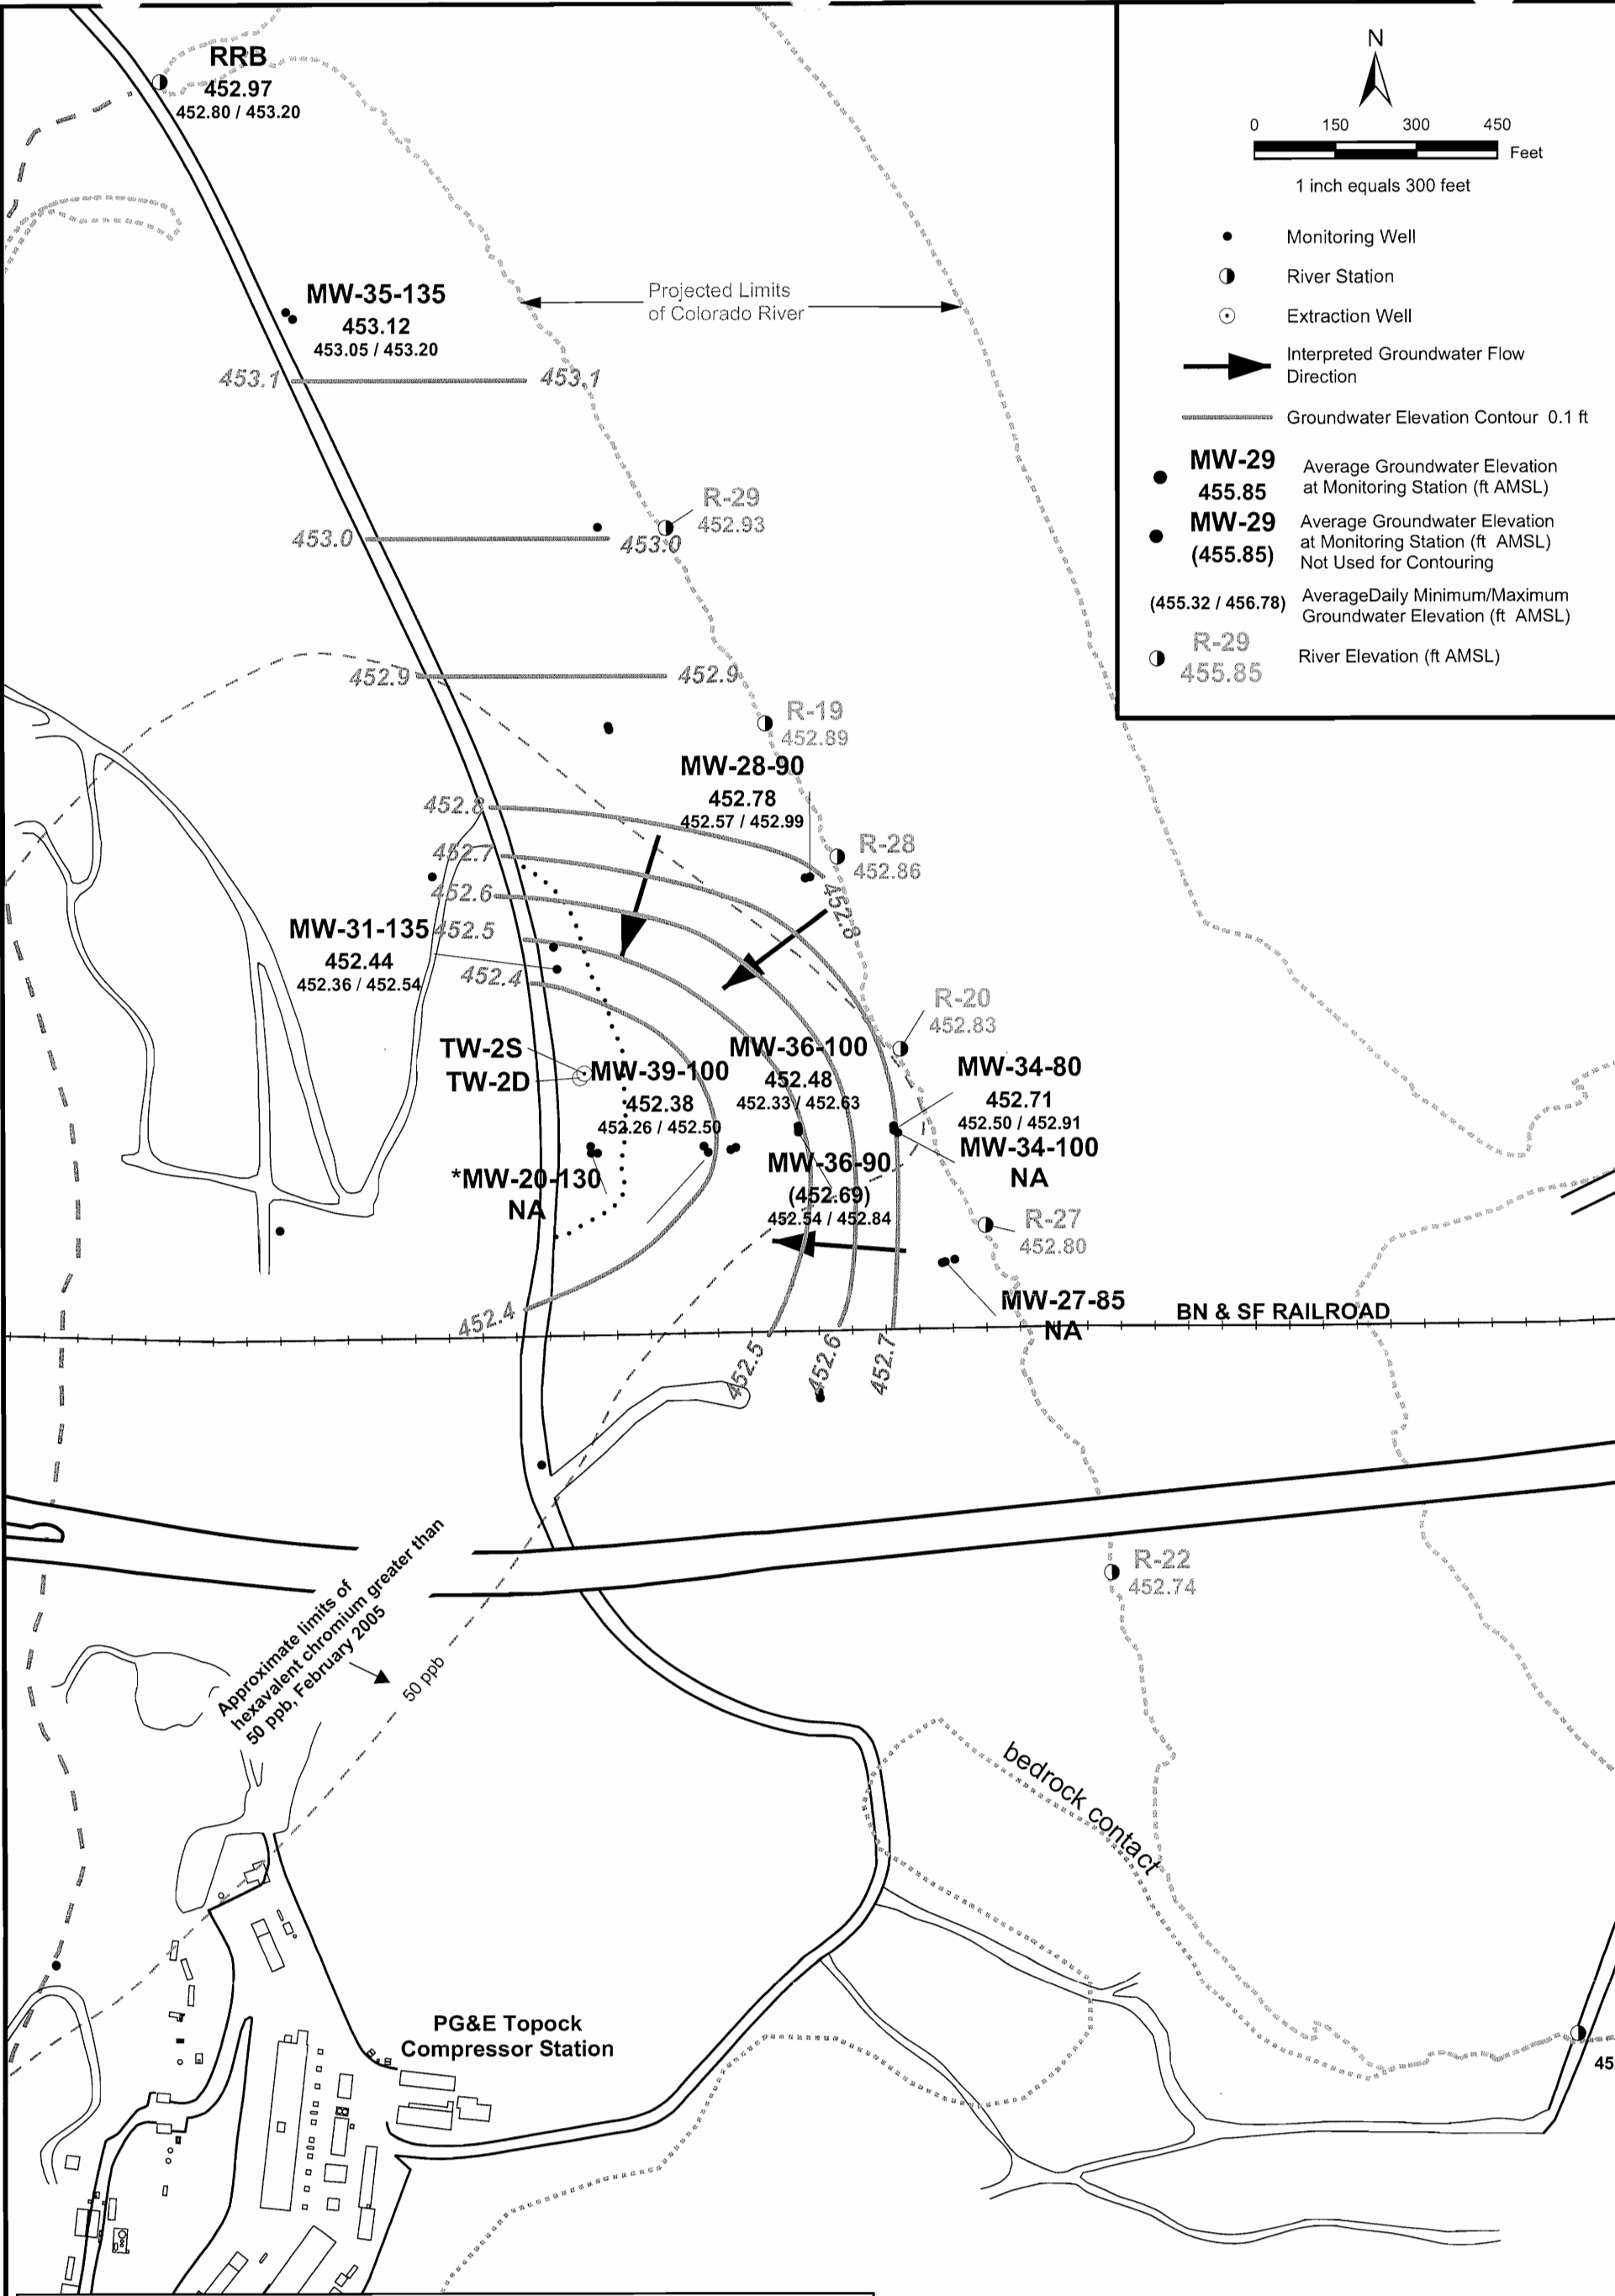 RRB
452.97
452.80 / 453.20
N
0 150 300 450
Feet
1 inch equals 300 feet
Monitoring Well
River Station
Extraction Well
Interpreted Groundwater Flow
Direction
Groundwater Elevation Contour 0.1 ft
MW-29
455.85
Average Groundwater Elevation
at Monitoring Station (ft AMSL)
MW-29
(455.85)
Average Groundwater Elevation
at Monitoring Station (ft AMSL)
Not Used for Contouring
(455.32 / 456.78)
AverageDaily Minimum/Maximum
Groundwater Elevation (ft AMSL)
R-29
455.85
River Elevation (ft AMSL)
MW-35-135
453.12
453.05 / 453.20
Projected Limits
of Colorado River
453.1
453.1
R-29
452.93
453.0
453.0
452.9
452.9
R-19
452.89
MW-28-90
452.78
452.57 / 452.99
452.8
R-28
452.86
452.7
452.6
452.8
MW-31-135
452.44
452.36 / 452.54
452.5
452.4
R-20
452.83
TW-2S
TW-2D
MW-39-100
452.38
452.26 / 452.50
MW-36-100
452.48
452.33 / 452.63
MW-34-80
452.71
452.50 / 452.91
MW-34-100
NA
*MW-20-130
NA
MW-36-90
(452.69)
452.54 / 452.84
R-27
452.80
MW-27-85
NA
BN & SF RAILROAD
452.4
452.5
452.6
452.7
R-22
452.74
Approximate limits of
hexavalent chromium greater than
50 ppb, February 2005
50 ppb
bedrock contact
PG&E Topock
Compressor Station
45